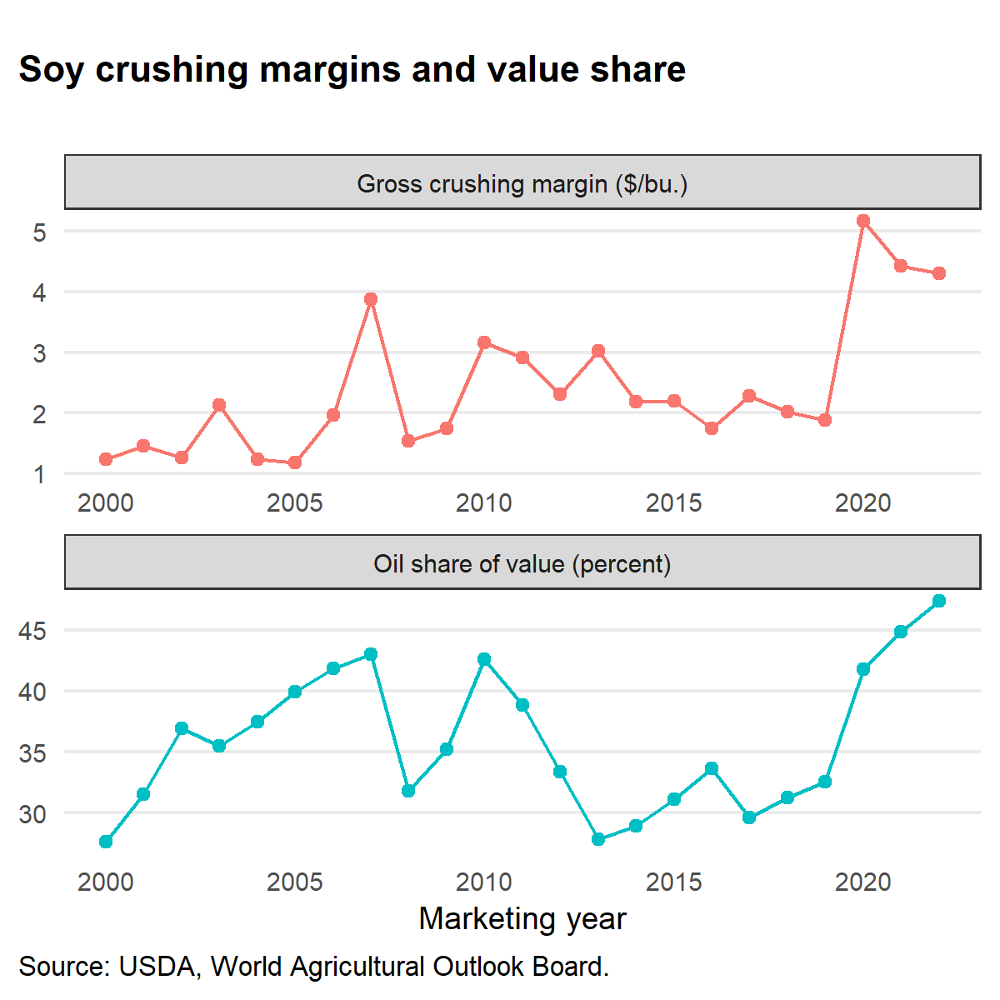 Soy crushing margins and value share
Gross crushing margin ($/bu.)
5
4
3
2
1
2000 2005 2010 2015 2020
Oil share of value (percent)
45
40
35
30
2000 2005 2010 2015 2020
Marketing year
Source: USDA, World Agricultural Outlook Board.